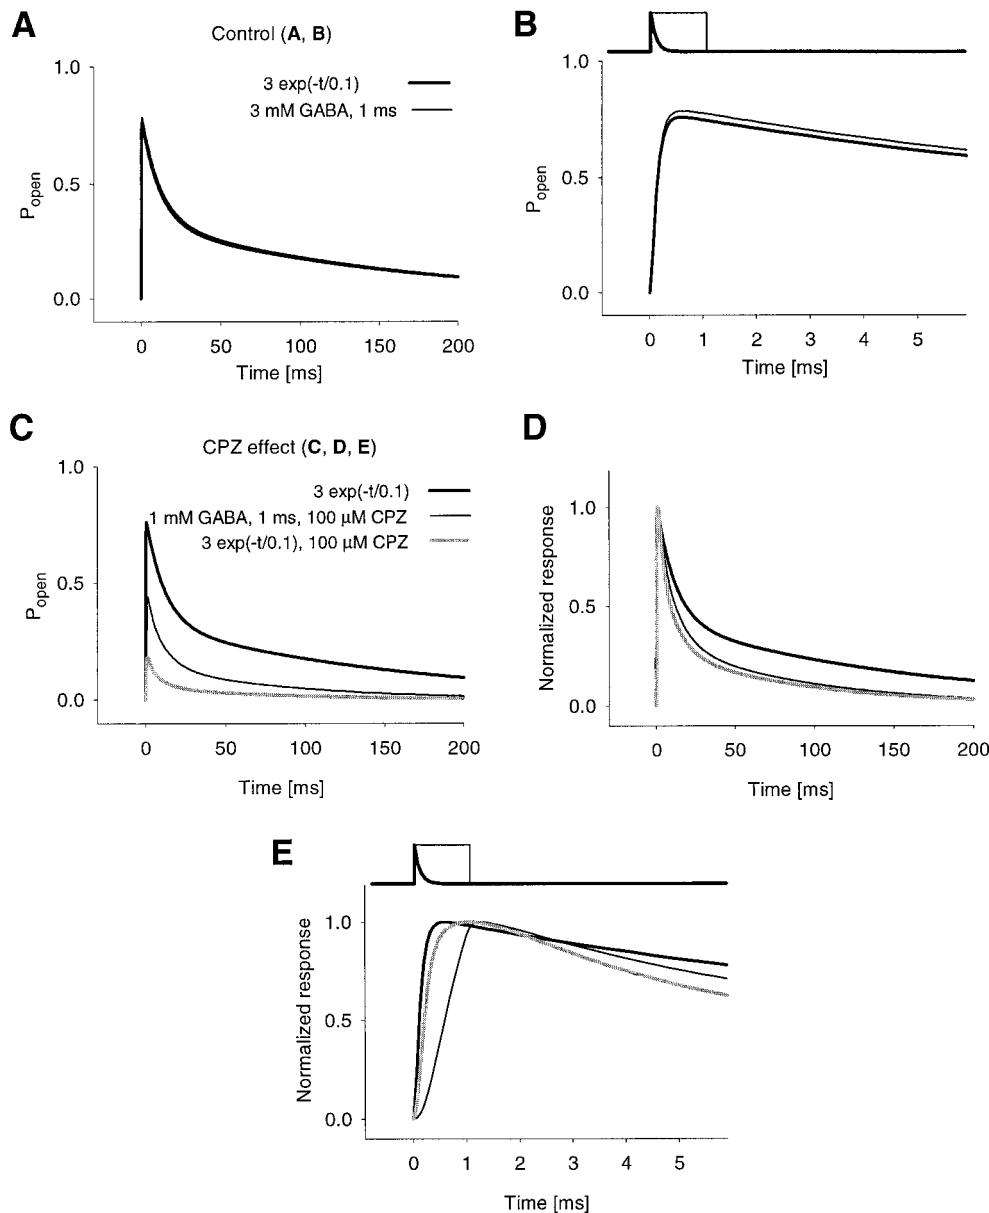 A
Control (A, B)
1.0
0.5
0.0
P open
3 exp(-t/0.1)
3 mM GABA, 1 ms
0 50 100 150 200
Time [ms]
B
1.0
0.5
0.0
P open
0 1 2 3 4 5
Time [ms]
C
CPZ effect (C, D, E)
1.0
0.5
0.0
P open
3 exp(-t/0.1)
1 mM GABA, 1 ms, 100 μM CPZ
3 exp(-t/0.1), 100 μM CPZ
0 50 100 150 200
Time [ms]
D
1.0
0.5
0.0
Normalized response
0 50 100 150 200
Time [ms]
E
1.0
0.5
0.0
Normalized response
0 1 2 3 4 5
Time [ms]